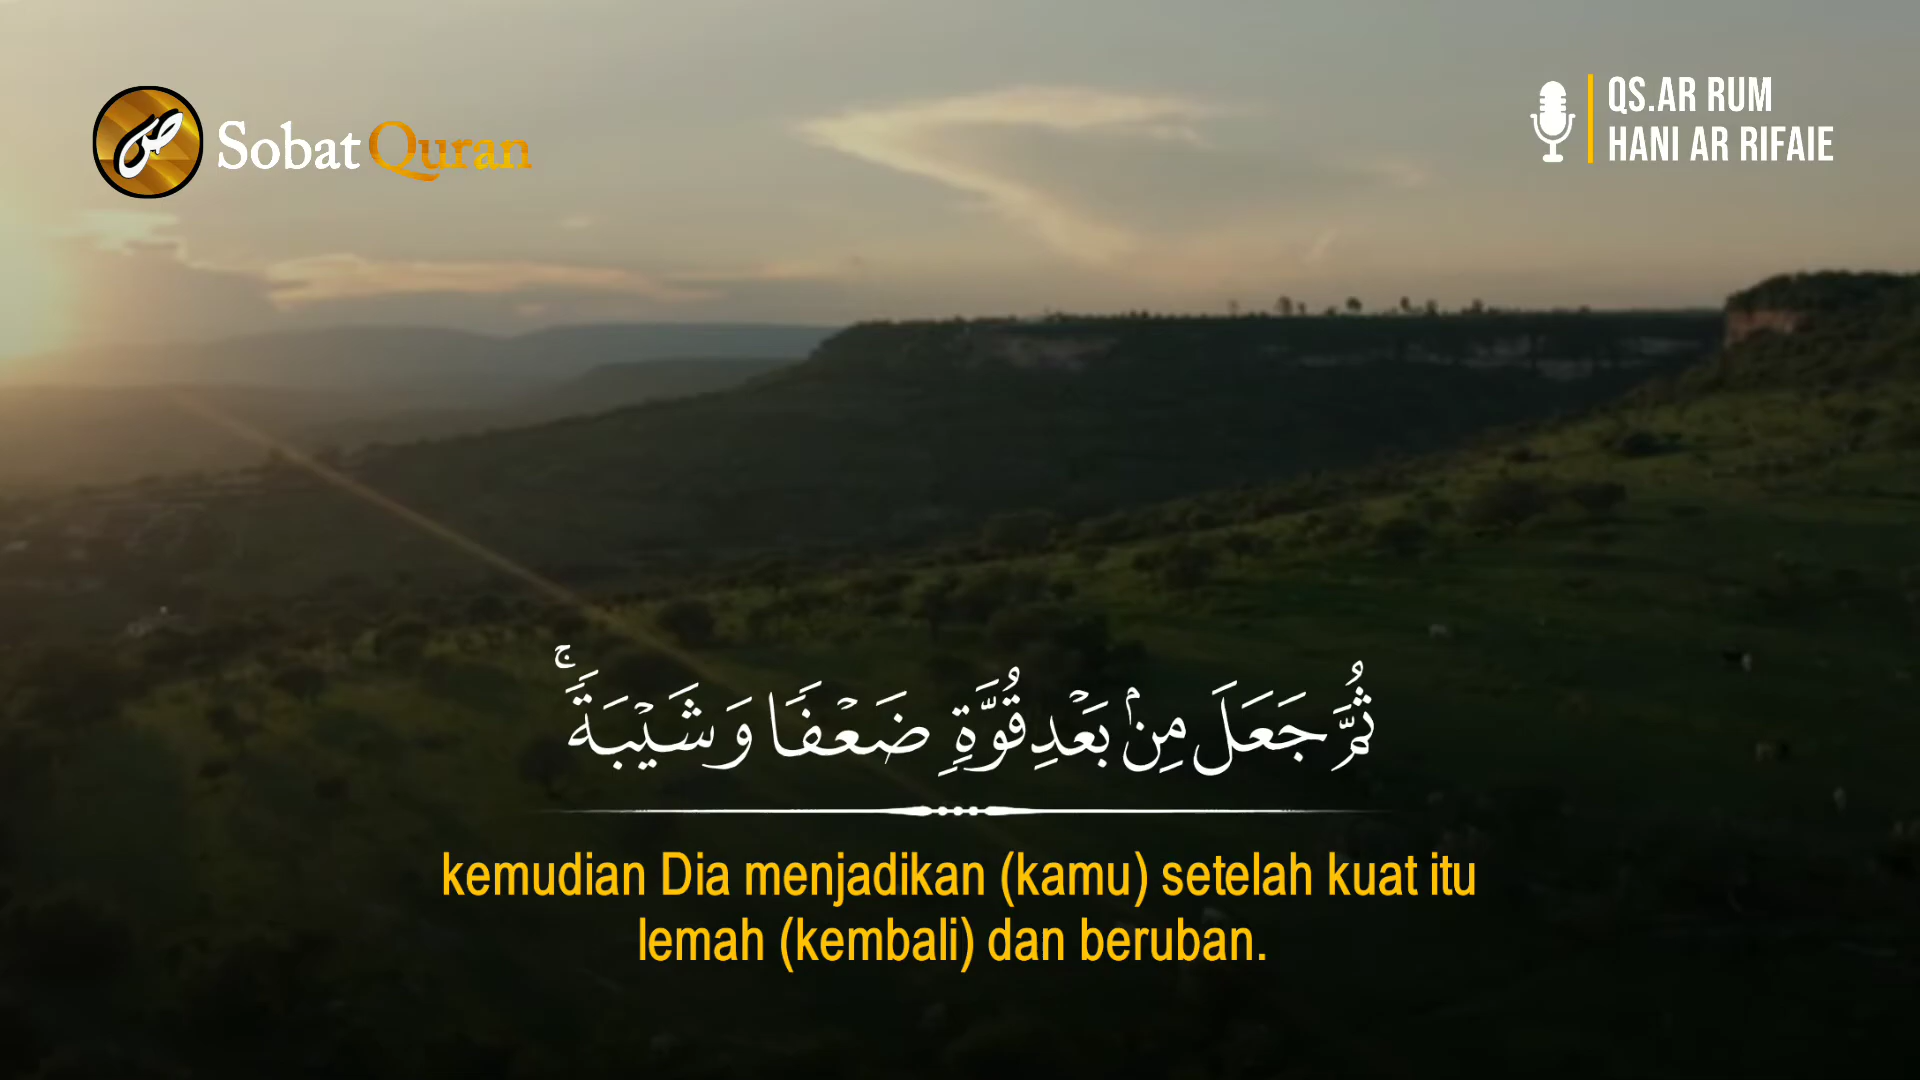 Sobat Quran
QS.AR RUM
HANI AR RIFAIE
ثُمَّ جَعَلَ مِنۢ بَعْدِ قُوَّةٍ ضَعْفًا وَشَيْبَةً ۚ
kemudian Dia menjadikan (kamu) setelah kuat itu
lemah (kembali) dan beruban.